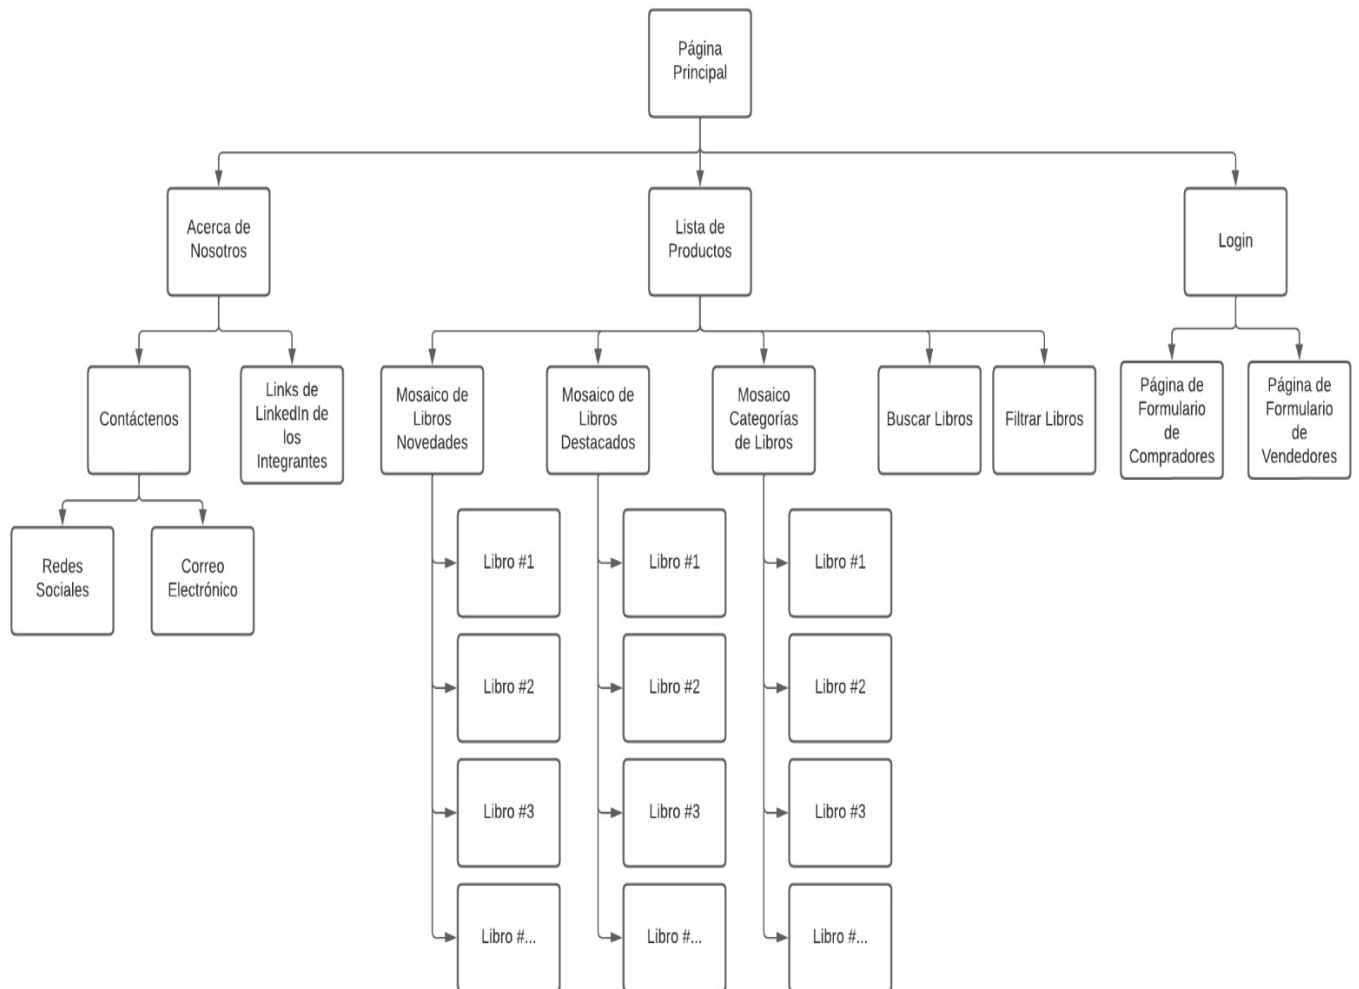 Página
Principal
Acerca de
Nosotros
Lista de
Productos
Login
Contáctenos
Links de
LinkedIn de
los
Integrantes
Mosaico de
Libros
Novedades
Mosaico de
Libros
Destacados
Mosaico
Categorías
de Libros
Buscar Libros
Filtrar Libros
Página de
Formulario
de
Compradores
Página de
Formulario
de
Vendedores
Redes
Sociales
Correo
Electrónico
Libro #1
Libro #1
Libro #1
Libro #2
Libro #2
Libro #2
Libro #3
Libro #3
Libro #3
Libro #...
Libro #...
Libro #...